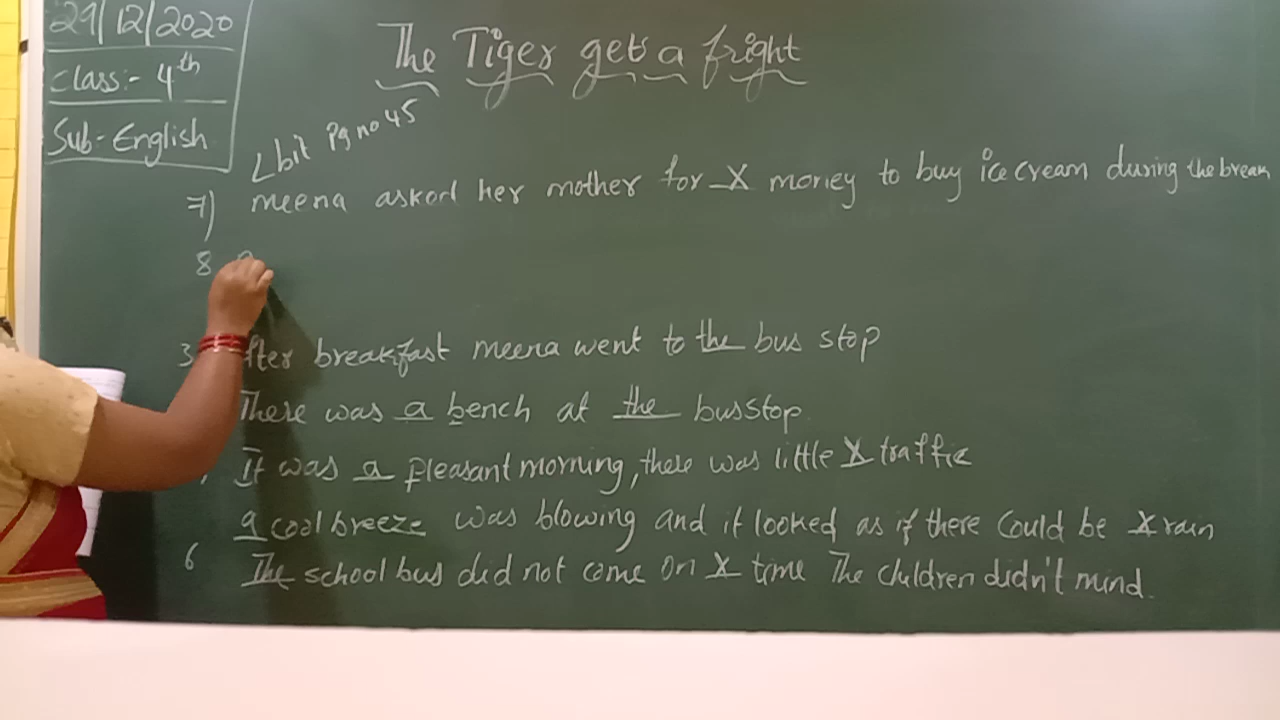 29/12/2020
Class:- 4th
Sub- English
The Tiger gets a fright
L bit Pg no 45
7) meena asked her mother for X money to buy ice cream during the break
8
3 fter breakfast meena went to the bus stop
There was a bench at the busstop.
It was a pleasant morning, there was little X traffic
a cool breeze was blowing and it looked as if there could be X rain
6 The school bus did not come on X time The children didn't mind.